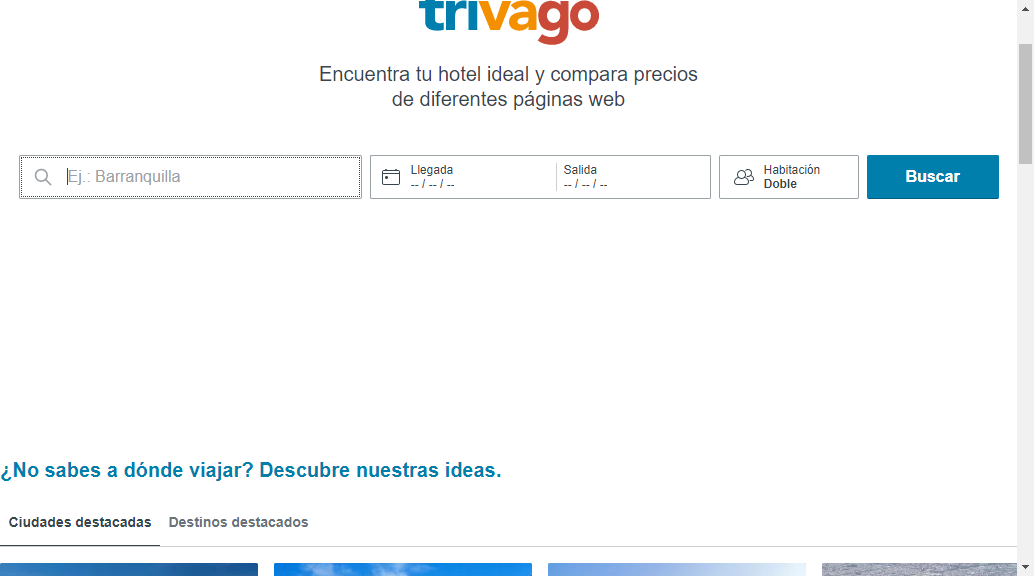 trivago
Encuentra tu hotel ideal y compara precios
de diferentes páginas web
Ej.: Barranquilla
Llegada
-- / -- / --
Salida
-- / -- / --
Habitación
Doble
Buscar
¿No sabes a dónde viajar? Descubre nuestras ideas.
Ciudades destacadas
Destinos destacados